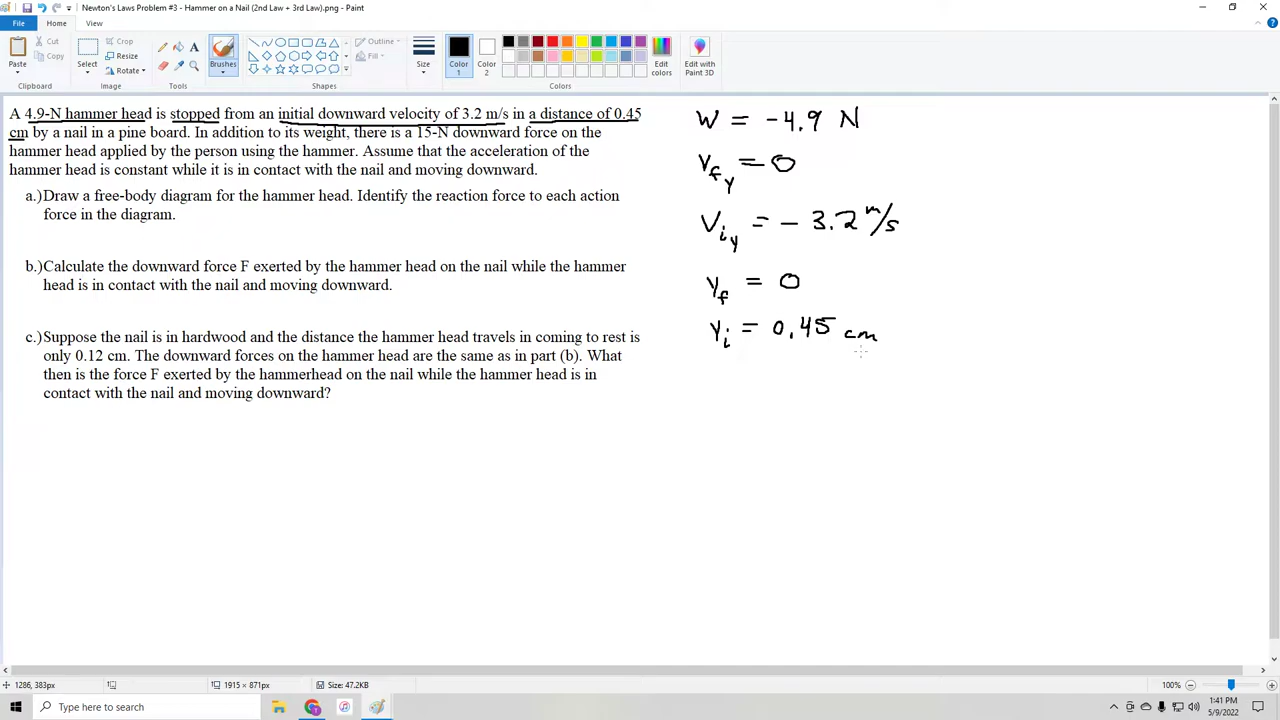 Newton's Laws Problem #3 - Hammer on a Nail (2nd Law + 3rd Law).png - Paint
File Home View
Paste Cut Copy Select Crop Resize Rotate Brushes Outline Fill Size Color 1 Color 2 Edit colors Edit with Paint 3D
Clipboard Image Tools Shapes Colors
A 4.9-N hammer head is stopped from an initial downward velocity of 3.2 m/s in a distance of 0.45
cm by a nail in a pine board. In addition to its weight, there is a 15-N downward force on the
hammer head applied by the person using the hammer. Assume that the acceleration of the
hammer head is constant while it is in contact with the nail and moving downward.
a.)Draw a free-body diagram for the hammer head. Identify the reaction force to each action
force in the diagram.
b.)Calculate the downward force F exerted by the hammer head on the nail while the hammer
head is in contact with the nail and moving downward.
c.)Suppose the nail is in hardwood and the distance the hammer head travels in coming to rest is
only 0.12 cm. The downward forces on the hammer head are the same as in part (b). What
then is the force F exerted by the hammerhead on the nail while the hammer head is in
contact with the nail and moving downward?
W = -4.9 N
v_f_y = 0
v_i_y = - 3.2 m/s
y_f = 0
y_i = 0.45 cm
1286, 383px 1915 × 871px Size: 47.2KB 100%
Type here to search 1:41 PM
5/9/2022